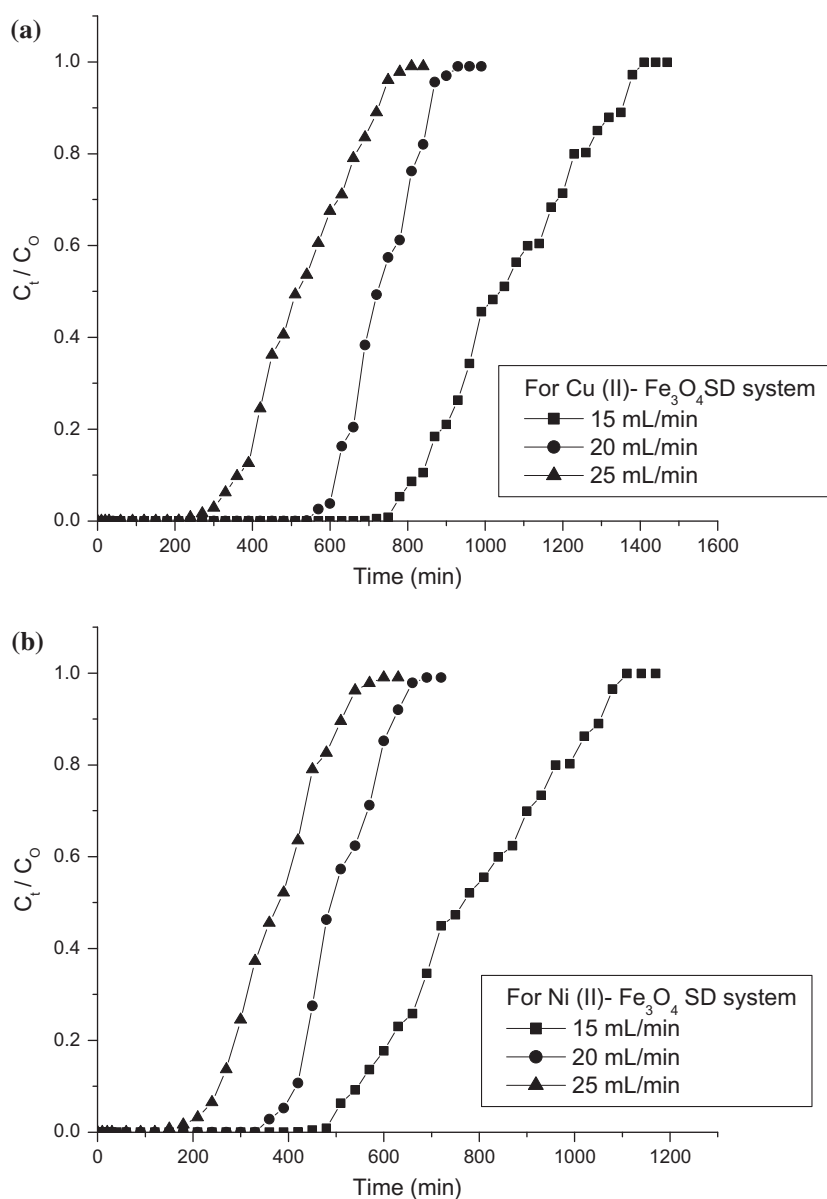 (a)
1.0
0.8
0.6
0.4
0.2
0.0
C_t / C_O
0 200 400 600 800 1000 1200 1400 1600
Time (min)
For Cu (II)- Fe₃O₄SD system
15 mL/min
20 mL/min
25 mL/min
(b)
1.0
0.8
0.6
0.4
0.2
0.0
C_t / C_O
0 200 400 600 800 1000 1200
Time (min)
For Ni (II)- Fe₃O₄ SD system
15 mL/min
20 mL/min
25 mL/min